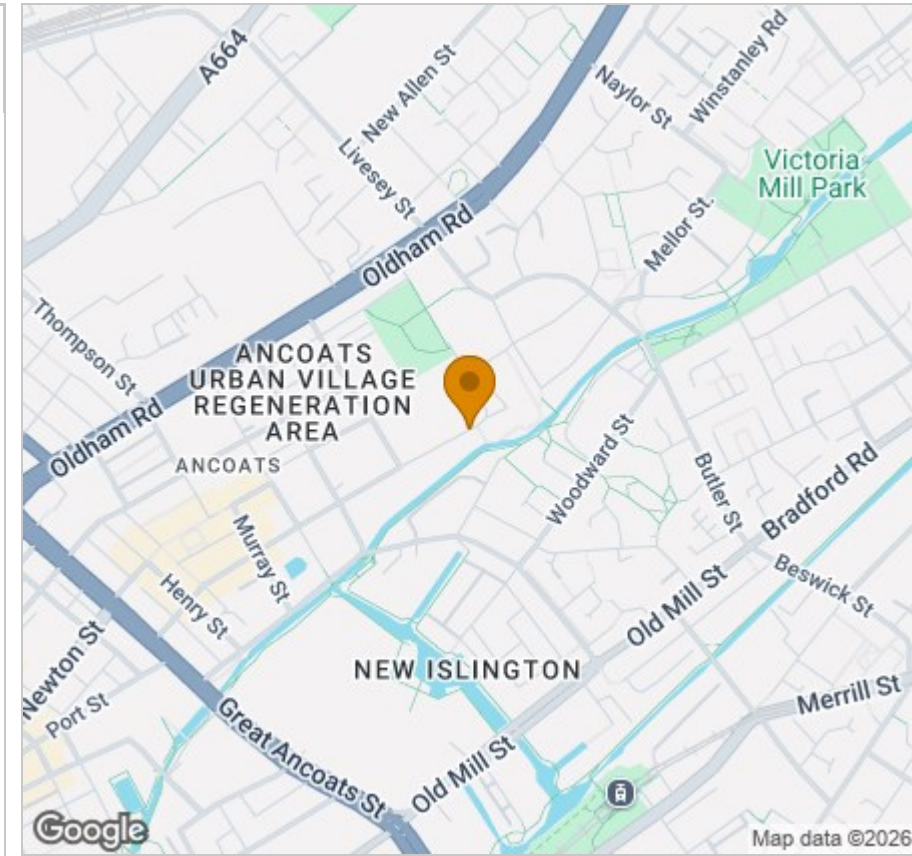 A664
New Allen St
Winstanley Rd
Naylor St
Livesey St
Victoria
Mill Park
Mellor St.
Oldham Rd
Thompson St
ANCOATS
URBAN VILLAGE
REGENERATION
AREA
Oldham Rd
ANCOATS
Woodward St
Butler St
Bradford Rd
Murray St
Henry St
Beswick St
Old Mill St
Newton St
Port St
NEW ISLINGTON
Merrill St
Great Ancoats St
Old Mill St
Google
Map data ©2026